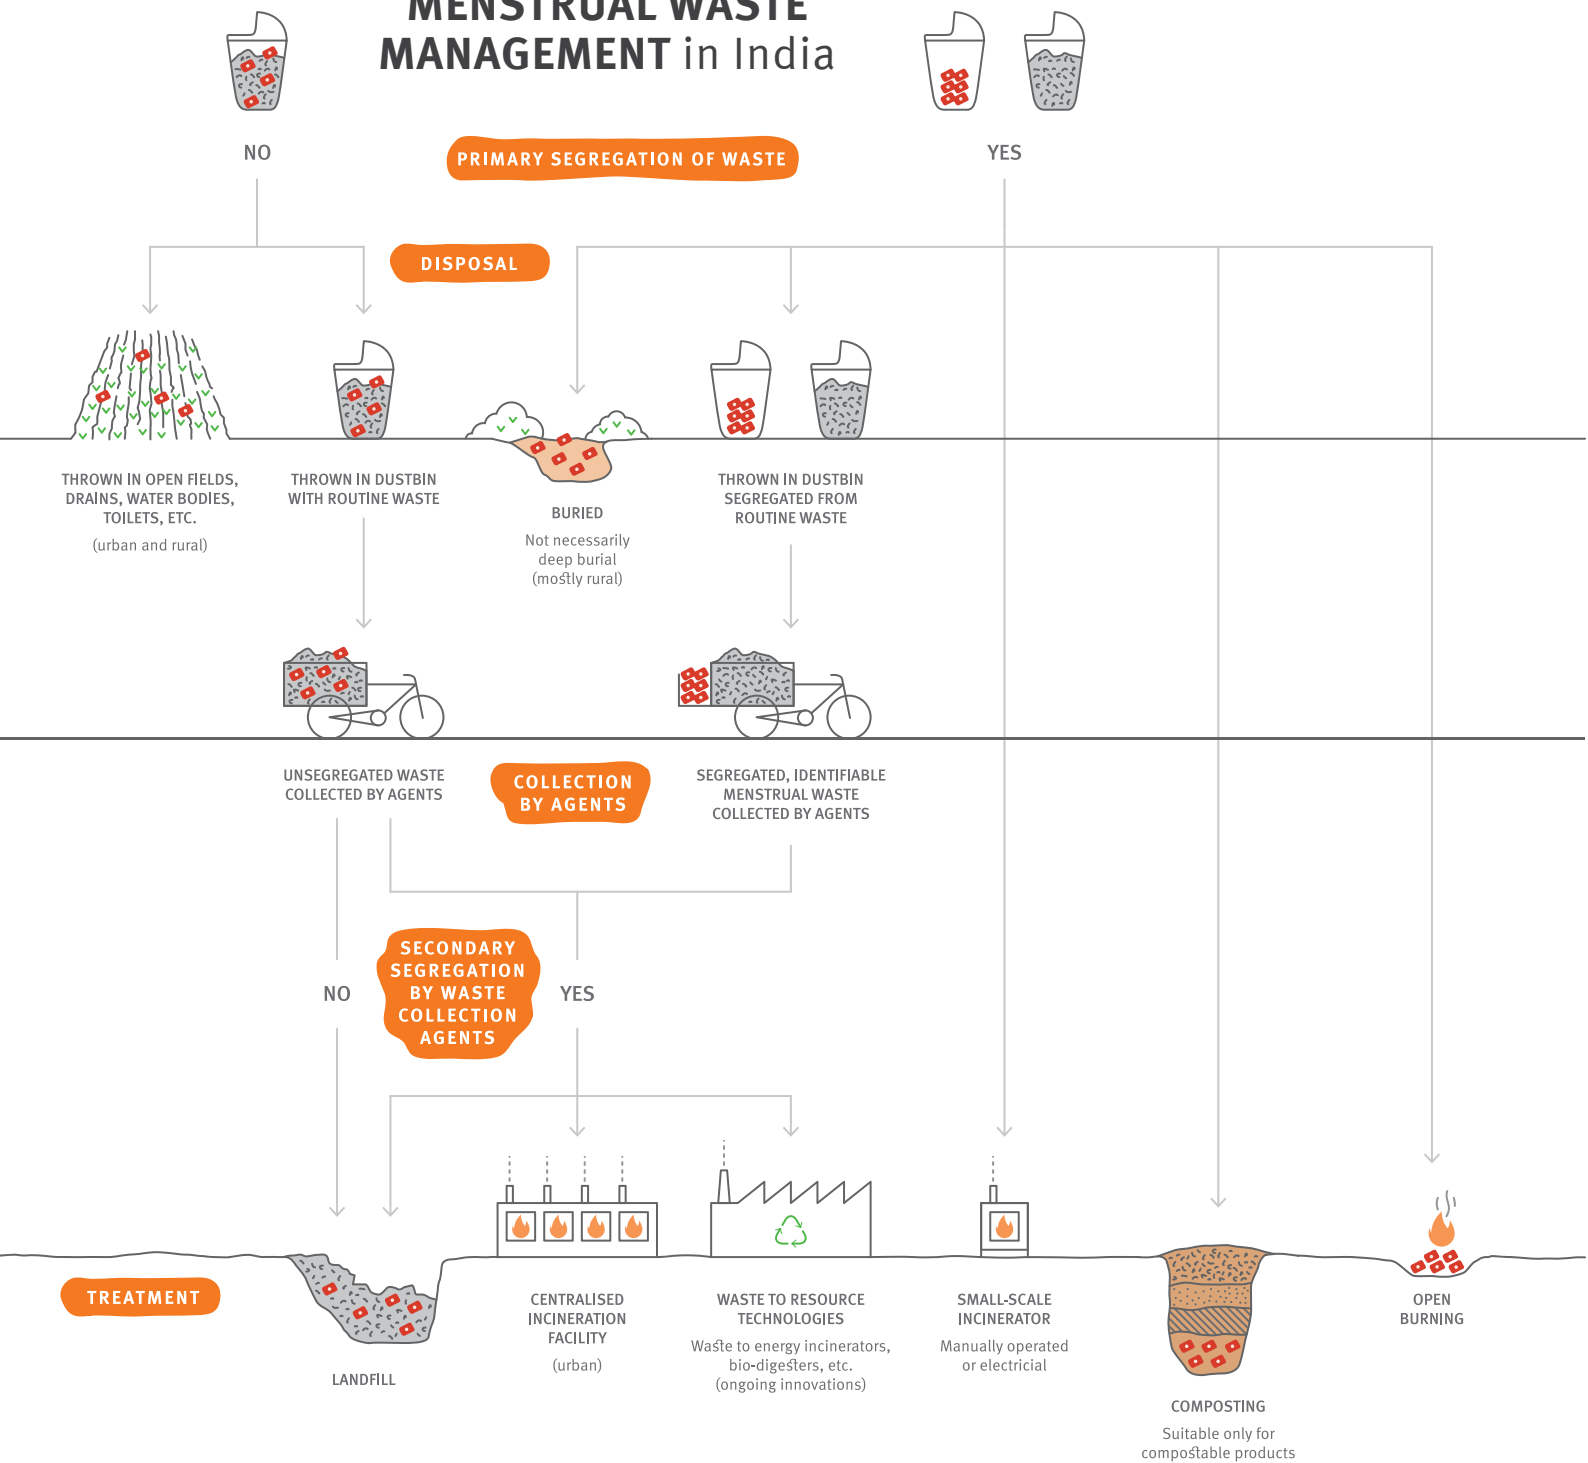 MENSTRUAL WASTE
MANAGEMENT in India
NO
PRIMARY SEGREGATION OF WASTE
YES
DISPOSAL
THROWN IN OPEN FIELDS,
DRAINS, WATER BODIES,
TOILETS, ETC.
(urban and rural)
THROWN IN DUSTBIN
WITH ROUTINE WASTE
BURIED
Not necessarily
deep burial
(mostly rural)
THROWN IN DUSTBIN
SEGREGATED FROM
ROUTINE WASTE
UNSEGREGATED WASTE
COLLECTED BY AGENTS
COLLECTION
BY AGENTS
SEGREGATED, IDENTIFIABLE
MENSTRUAL WASTE
COLLECTED BY AGENTS
NO
SECONDARY
SEGREGATION
BY WASTE
COLLECTION
AGENTS
YES
TREATMENT
LANDFILL
CENTRALISED
INCINERATION
FACILITY
(urban)
WASTE TO RESOURCE
TECHNOLOGIES
Waste to energy incinerators,
bio-digesters, etc.
(ongoing innovations)
SMALL-SCALE
INCINERATOR
Manually operated
or electricial
COMPOSTING
Suitable only for
compostable products
OPEN
BURNING